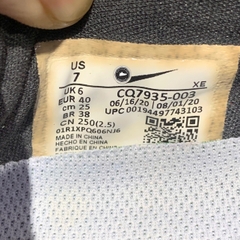 US
7
XE
UK 6
CQ7935-003
EUR 40
06/16/20 // 08/01/20
cm 25
UPC 00194497743103
BR 38
CN 250(2.5)
01R1XPQ606NJ6
MADE IN CHINA
HECHO EN CHINA
FABRIQUÉ EN CHINE